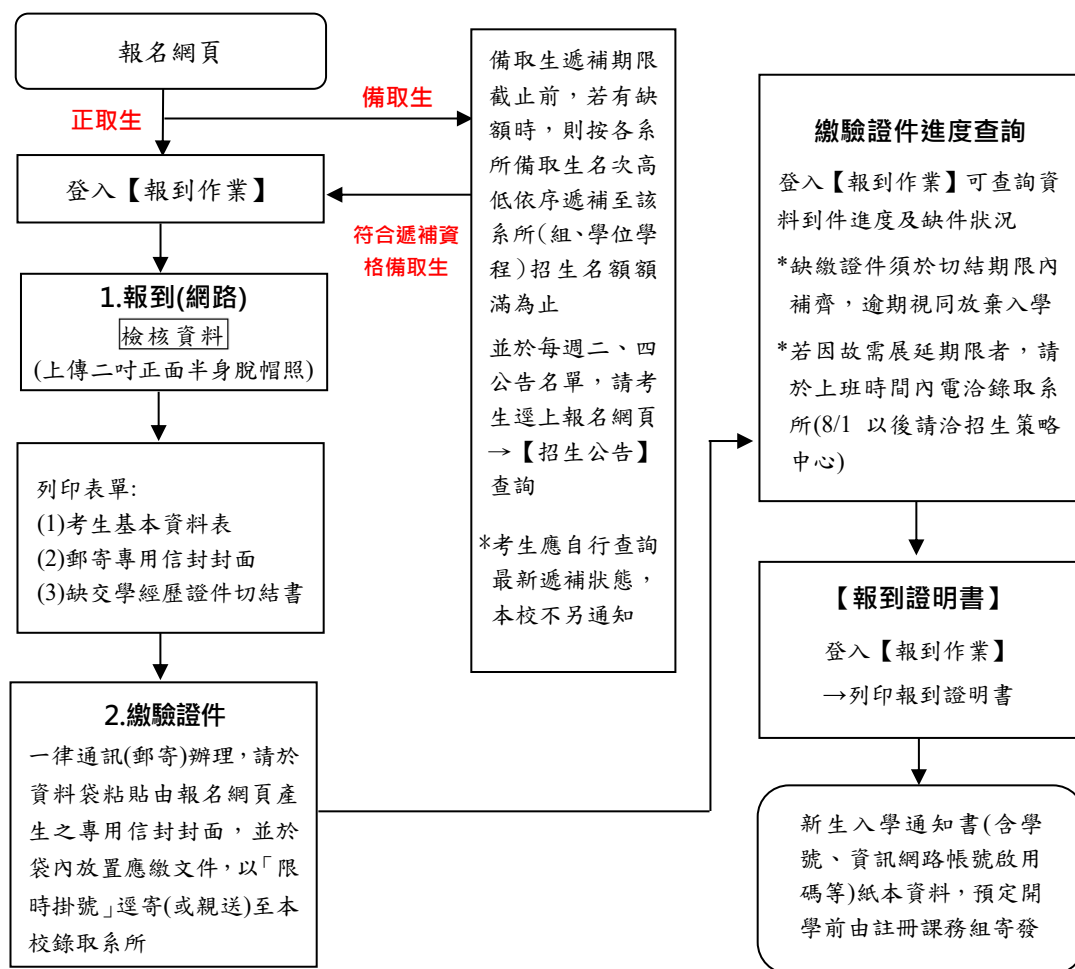 報名網頁
正取生
備取生
登入【報到作業】
符合遞補資
格備取生
1.報到(網路)
檢核資料
(上傳二吋正面半身脫帽照)
列印表單:
(1)考生基本資料表
(2)郵寄專用信封封面
(3)缺交學經歷證件切結書
2.繳驗證件
一律通訊(郵寄)辦理，請於
資料袋粘貼由報名網頁產
生之專用信封封面，並於
袋內放置應繳文件，以「限
時掛號」逕寄(或親送)至本
校錄取系所
備取生遞補期限
截止前，若有缺
額時，則按各系
所備取生名次高
低依序遞補至該
系所(組、學位學
程)招生名額額
滿為止
並於每週二、四
公告名單，請考
生逕上報名網頁
→【招生公告】
查詢
*考生應自行查詢
最新遞補狀態，
本校不另通知
繳驗證件進度查詢
登入【報到作業】可查詢資
料到件進度及缺件狀況
*缺繳證件須於切結期限內
補齊，逾期視同放棄入學
*若因故需展延期限者，請
於上班時間內電洽錄取系
所(8/1 以後請洽招生策略
中心)
【報到證明書】
登入【報到作業】
→列印報到證明書
新生入學通知書(含學
號、資訊網路帳號啟用
碼等)紙本資料，預定開
學前由註冊課務組寄發